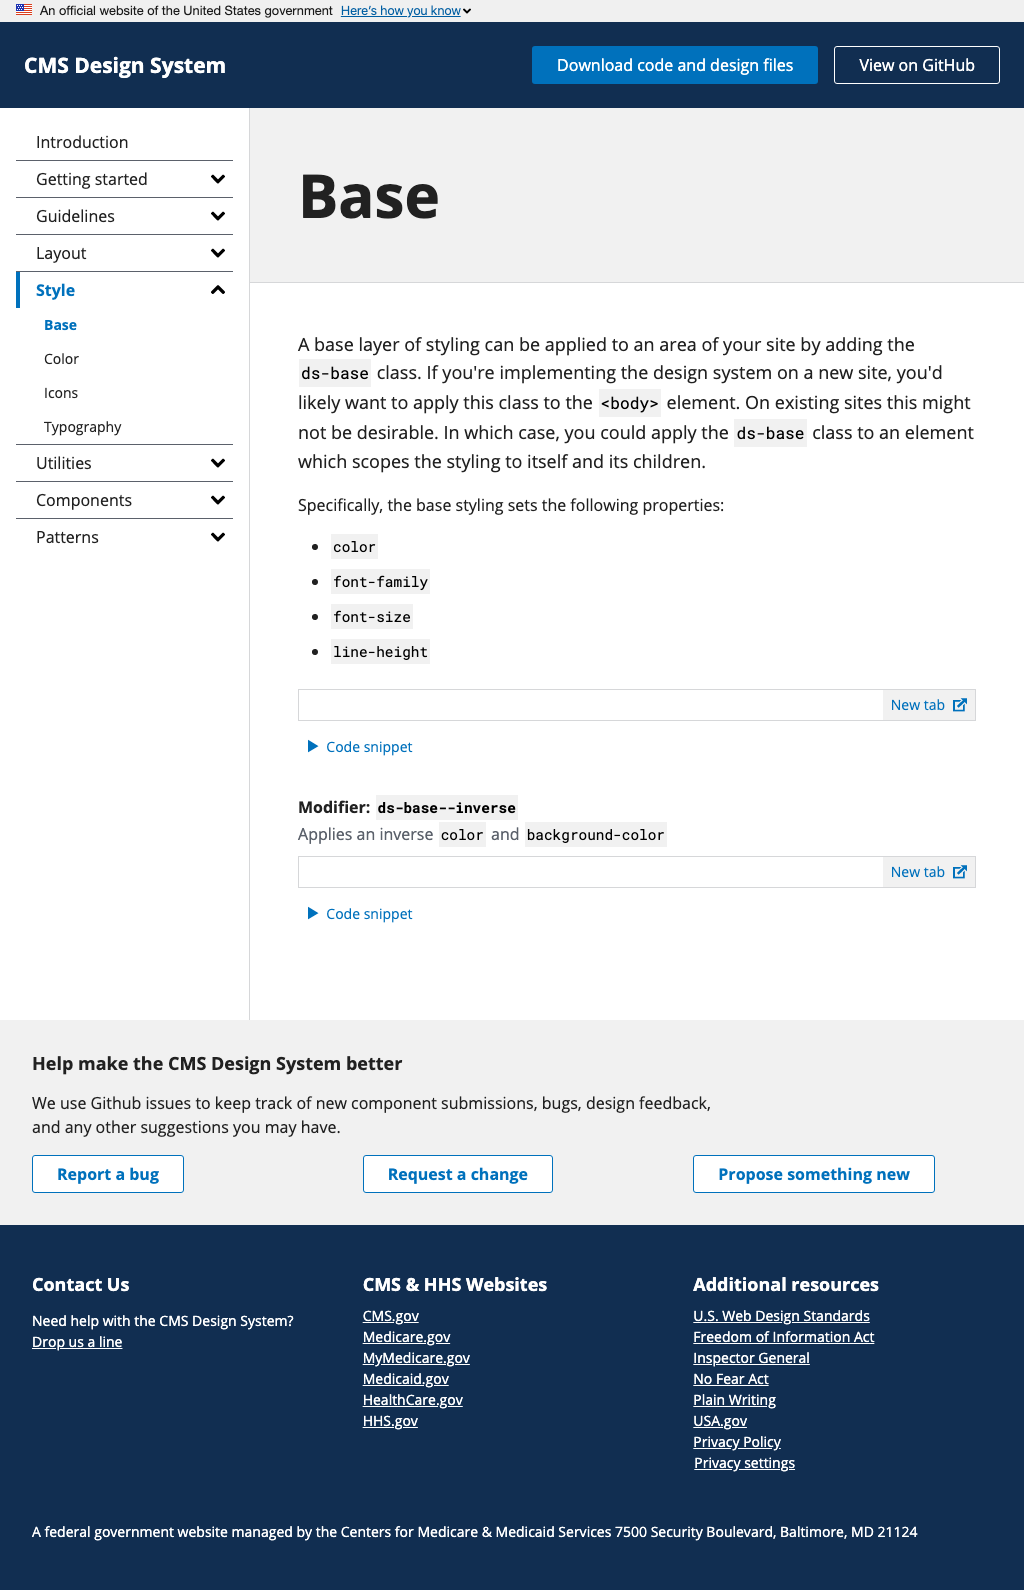 An official website of the United States government Here's how you know
CMS Design System
Download code and design files
View on GitHub
Introduction
Getting started
Guidelines
Layout
Style
Base
Color
Icons
Typography
Utilities
Components
Patterns
Base
A base layer of styling can be applied to an area of your site by adding the
ds-base class. If you're implementing the design system on a new site, you'd
likely want to apply this class to the <body> element. On existing sites this might
not be desirable. In which case, you could apply the ds-base class to an element
which scopes the styling to itself and its children.
Specifically, the base styling sets the following properties:
color
font-family
font-size
line-height
New tab
Code snippet
Modifier: ds-base--inverse
Applies an inverse color and background-color
New tab
Code snippet
Help make the CMS Design System better
We use Github issues to keep track of new component submissions, bugs, design feedback,
and any other suggestions you may have.
Report a bug
Request a change
Propose something new
Contact Us
Need help with the CMS Design System?
Drop us a line
CMS & HHS Websites
CMS.gov
Medicare.gov
MyMedicare.gov
Medicaid.gov
HealthCare.gov
HHS.gov
Additional resources
U.S. Web Design Standards
Freedom of Information Act
Inspector General
No Fear Act
Plain Writing
USA.gov
Privacy Policy
Privacy settings
A federal government website managed by the Centers for Medicare & Medicaid Services 7500 Security Boulevard, Baltimore, MD 21124